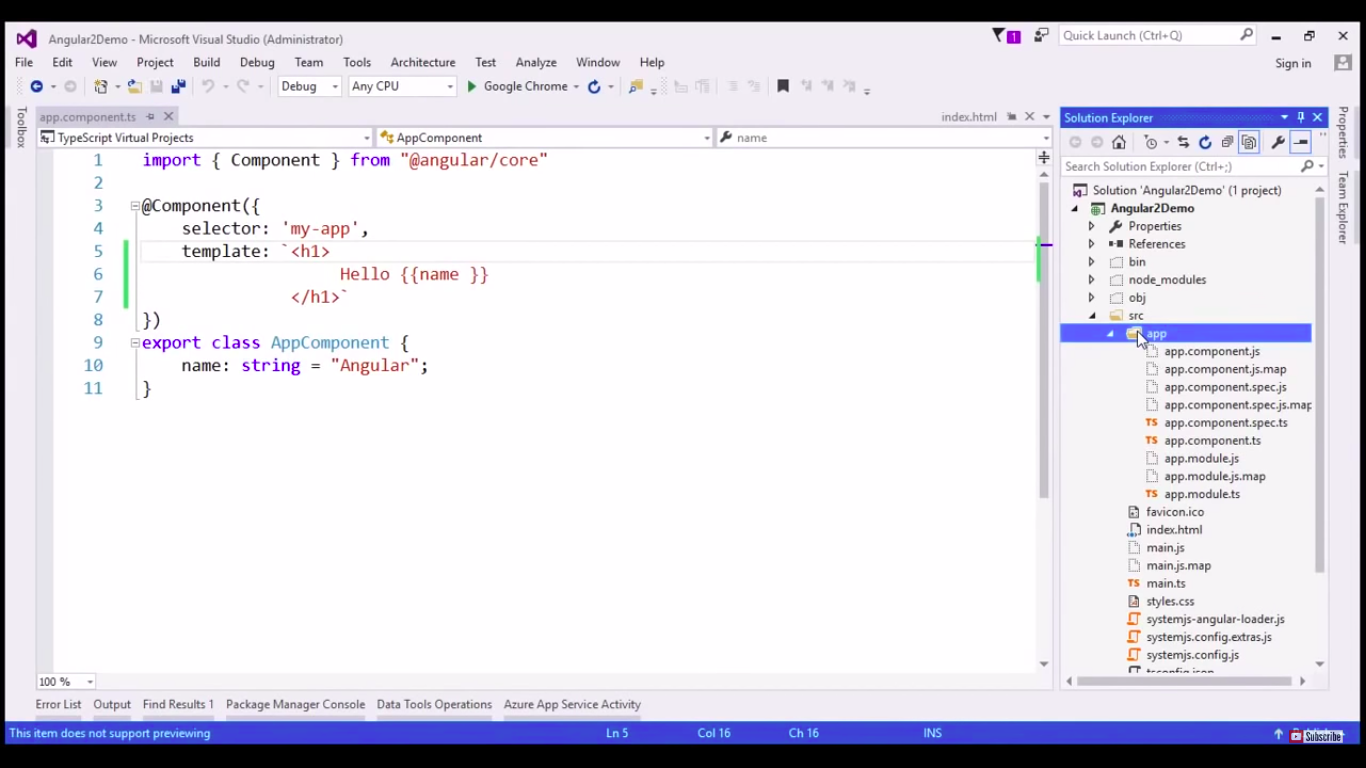 Angular2Demo - Microsoft Visual Studio (Administrator)
1
Quick Launch (Ctrl+Q)
File Edit View Project Build Debug Team Tools Architecture Test Analyze Window Help
Sign in
Debug Any CPU Google Chrome
Toolbox
app.component.ts
index.html
TypeScript Virtual Projects AppComponent name
1 import { Component } from "@angular/core"
2
3 @Component({
4 selector: 'my-app',
5 template: `<h1>
6 Hello {{name }}
7 </h1>`
8 })
9 export class AppComponent {
10 name: string = "Angular";
11 }
100 %
Solution Explorer
Search Solution Explorer (Ctrl+;)
Solution 'Angular2Demo' (1 project)
Angular2Demo
Properties
References
bin
node_modules
obj
src
app
app.component.js
app.component.js.map
app.component.spec.js
app.component.spec.js.map
app.component.spec.ts
app.component.ts
app.module.js
app.module.js.map
app.module.ts
favicon.ico
index.html
main.js
main.js.map
main.ts
styles.css
systemjs-angular-loader.js
systemjs.config.extras.js
systemjs.config.js
tsconfig.json
Properties
Team Explorer
Error List Output Find Results 1 Package Manager Console Data Tools Operations Azure App Service Activity
This item does not support previewing Ln 5 Col 16 Ch 16 INS
Subscribe